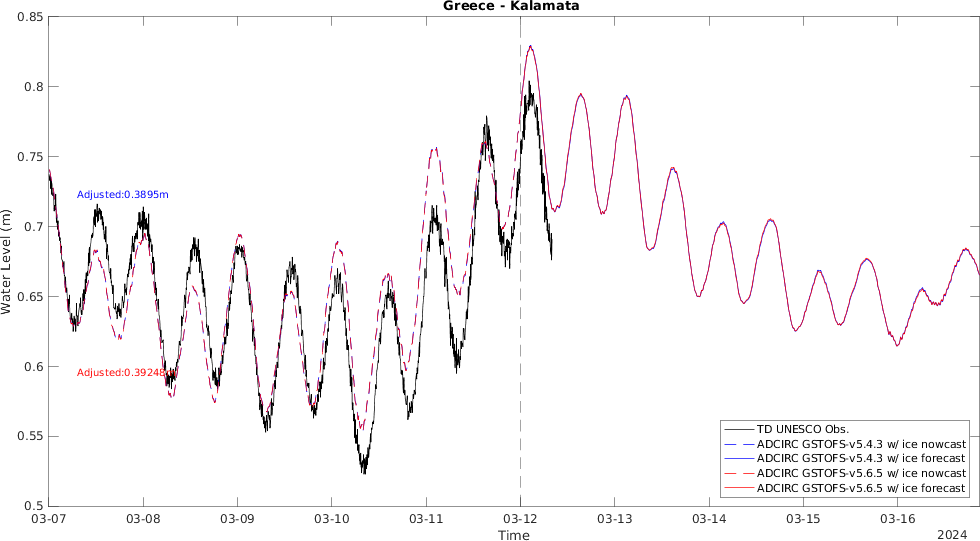 Greece - Kalamata
0.85
0.8
0.75
0.7
0.65
0.6
0.55
0.5
Water Level (m)
Adjusted:0.3895m
Adjusted:0.39248m
03-07
03-08
03-09
03-10
03-11
03-12
03-13
03-14
03-15
03-16
Time
2024
TD UNESCO Obs.
ADCIRC GSTOFS-v5.4.3 w/ ice nowcast
ADCIRC GSTOFS-v5.4.3 w/ ice forecast
ADCIRC GSTOFS-v5.6.5 w/ ice nowcast
ADCIRC GSTOFS-v5.6.5 w/ ice forecast